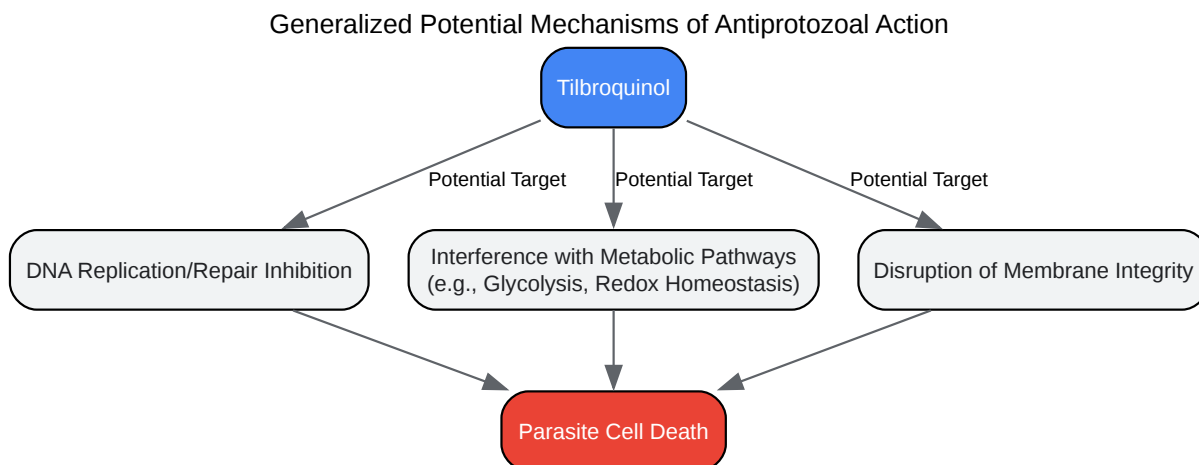 Generalized Potential Mechanisms of Antiprotozoal Action
Tilbroquinol
Potential Target
Potential Target
Potential Target
DNA Replication/Repair Inhibition
Interference with Metabolic Pathways
(e.g., Glycolysis, Redox Homeostasis)
Disruption of Membrane Integrity
Parasite Cell Death